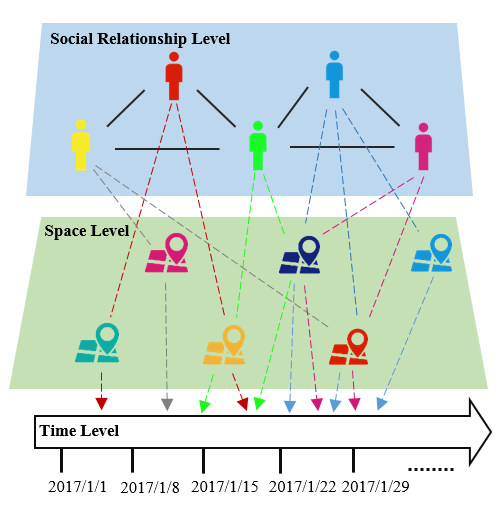 Social Relationship Level
Space Level
Time Level
2017/1/1
2017/1/8
2017/1/15
2017/1/22
2017/1/29
........